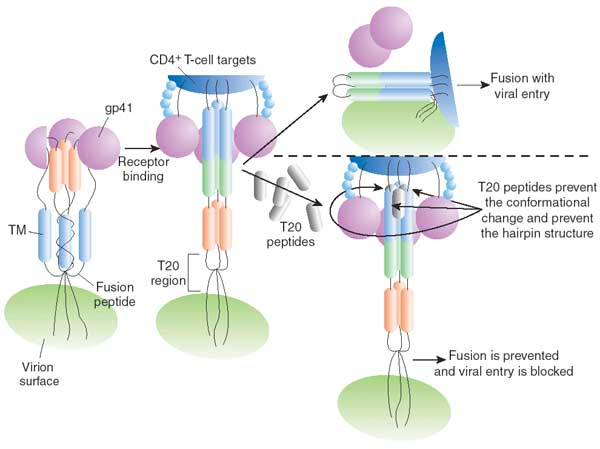 CD4+ T-cell targets
gp41
Receptor
binding
TM
Fusion
peptide
Virion
surface
T20
region
T20
peptides
Fusion with
viral entry
T20 peptides prevent
the conformational
change and prevent
the hairpin structure
Fusion is prevented
and viral entry is blocked